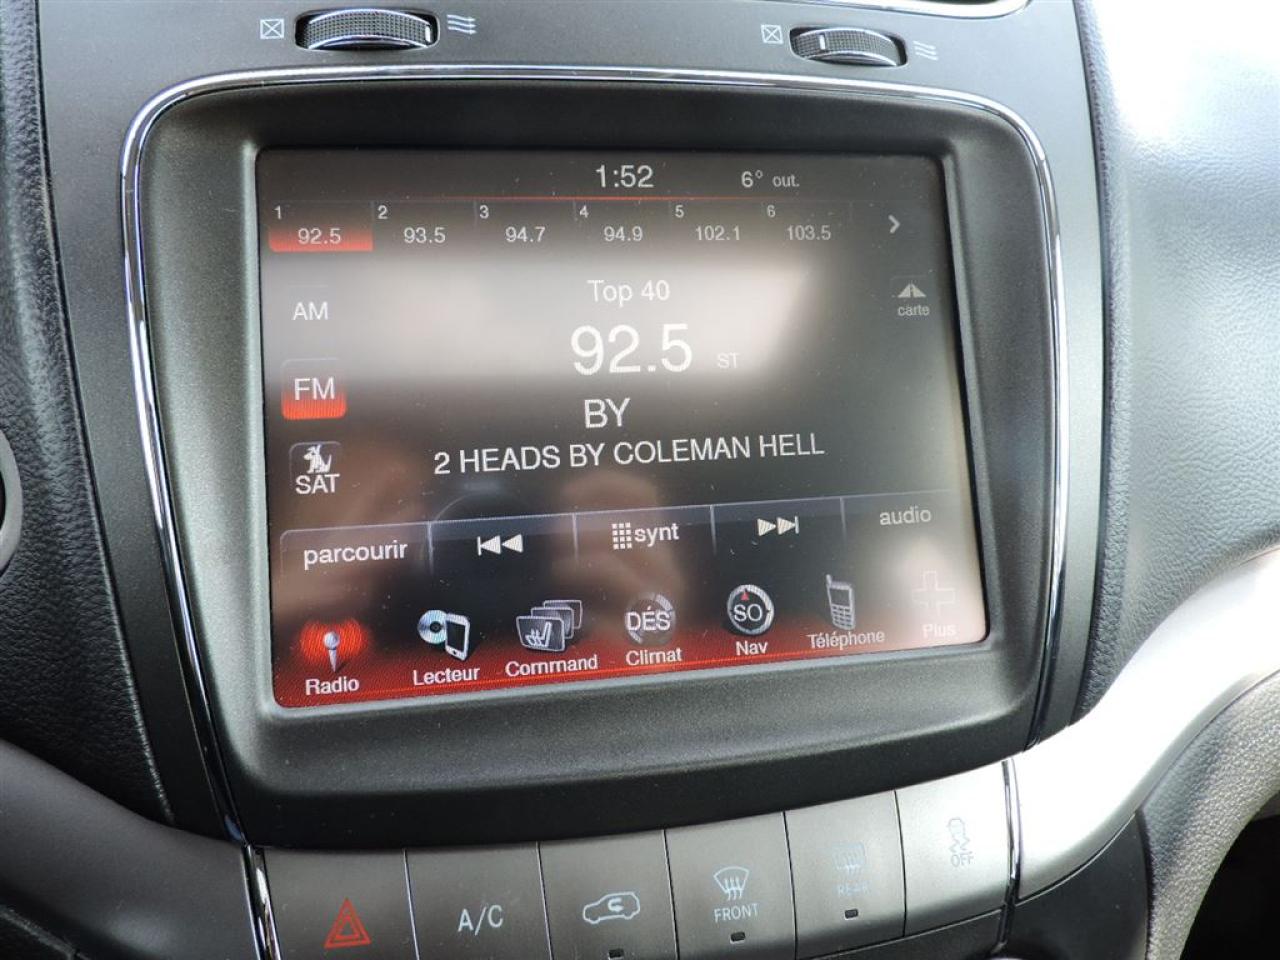 1:52 6° out.
1 2 3 4 5 6
92.5 93.5 94.7 94.9 102.1 103.5
Top 40
AM
carte
92.5 ST
FM
BY
2 HEADS BY COLEMAN HELL
SAT
parcourir synt audio
DÉS SO
Radio Lecteur Command Climat Nav Téléphone Plus
A/C FRONT REAR OFF